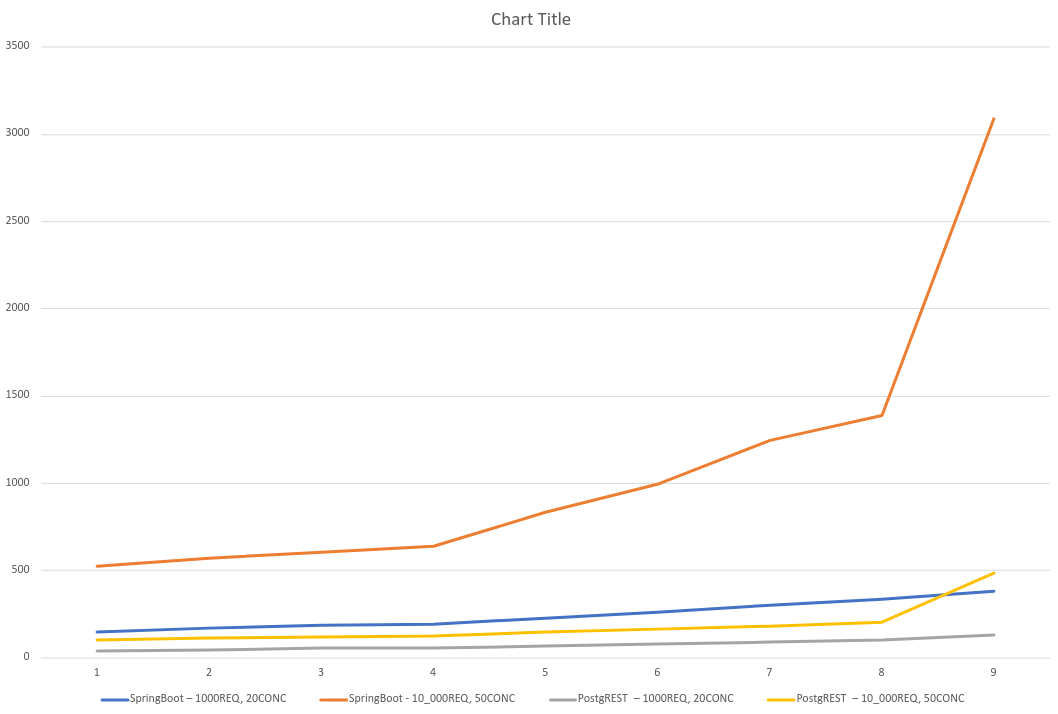 Chart Title
3500
3000
2500
2000
1500
1000
500
0
1 2 3 4 5 6 7 8 9
SpringBoot – 1000REQ, 20CONC SpringBoot - 10_000REQ, 50CONC PostgREST – 1000REQ, 20CONC PostgREST – 10_000REQ, 50CONC